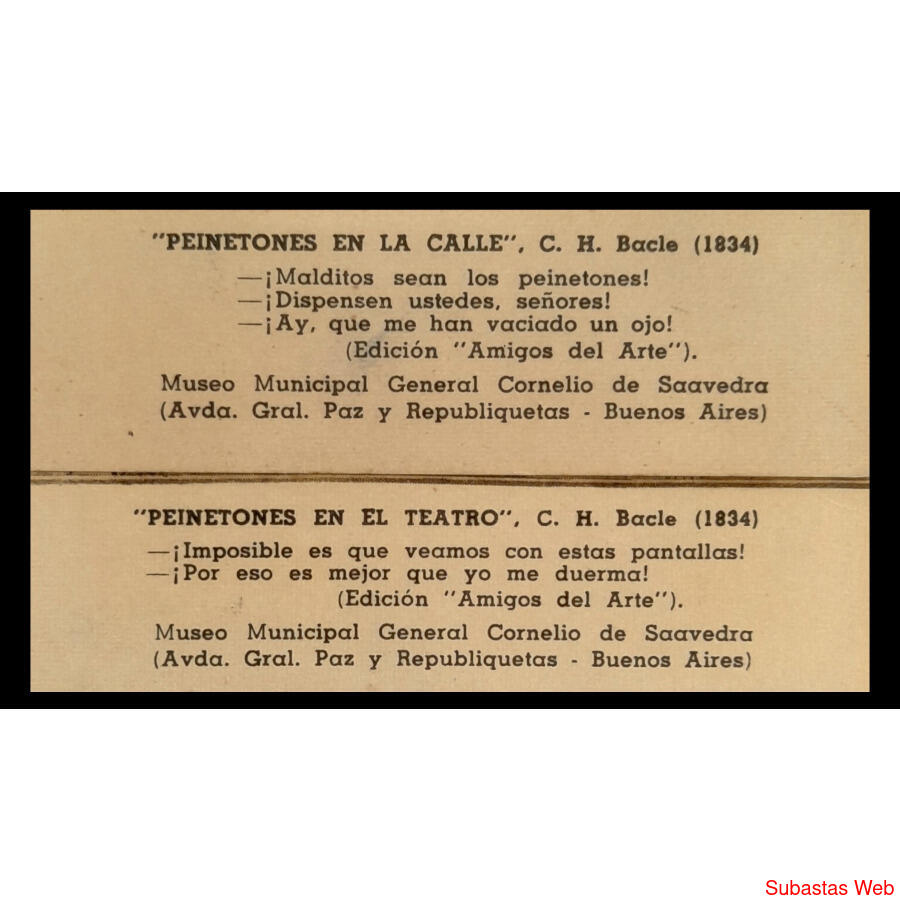 "PEINETONES EN LA CALLE", C. H. Bacle (1834)
—¡Malditos sean los peinetones!
—¡Dispensen ustedes, señores!
—¡Ay, que me han vaciado un ojo!
(Edición "Amigos del Arte").
Museo Municipal General Cornelio de Saavedra
(Avda. Gral. Paz y Republiquetas - Buenos Aires)
"PEINETONES EN EL TEATRO", C. H. Bacle (1834)
—¡Imposible es que veamos con estas pantallas!
—¡Por eso es mejor que yo me duerma!
(Edición "Amigos del Arte").
Museo Municipal General Cornelio de Saavedra
(Avda. Gral. Paz y Republiquetas - Buenos Aires)
Subastas Web